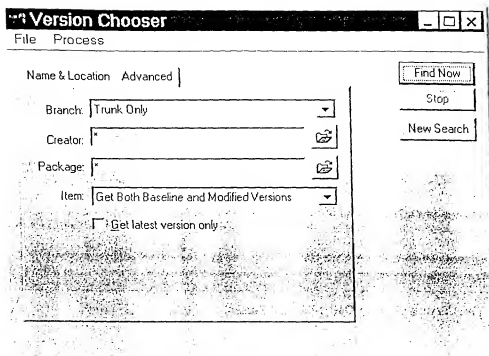 Version Chooser
File Process
Name & Location Advanced
Branch: Trunk Only
Creator: *
Package: *
Item: Get Both Baseline and Modified Versions
Get latest version only
Find Now
Stop
New Search